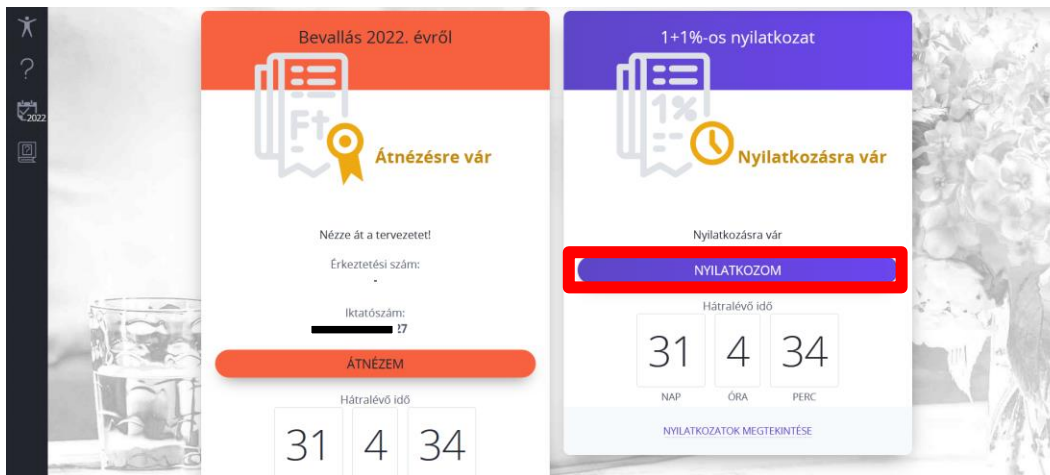 2022
Bevallás 2022. évről
Ft
Átnézésre vár
Nézze át a tervezetet!
Érkeztetési szám:
-
Iktatószám:
27
ÁTNÉZEM
Hátralévő idő
31 4 34
1+1%-os nyilatkozat
1%
Nyilatkozásra vár
Nyilatkozásra vár
NYILATKOZOM
Hátralévő idő
31 4 34
NAP ÓRA PERC
NYILATKOZATOK MEGTEKINTÉSE